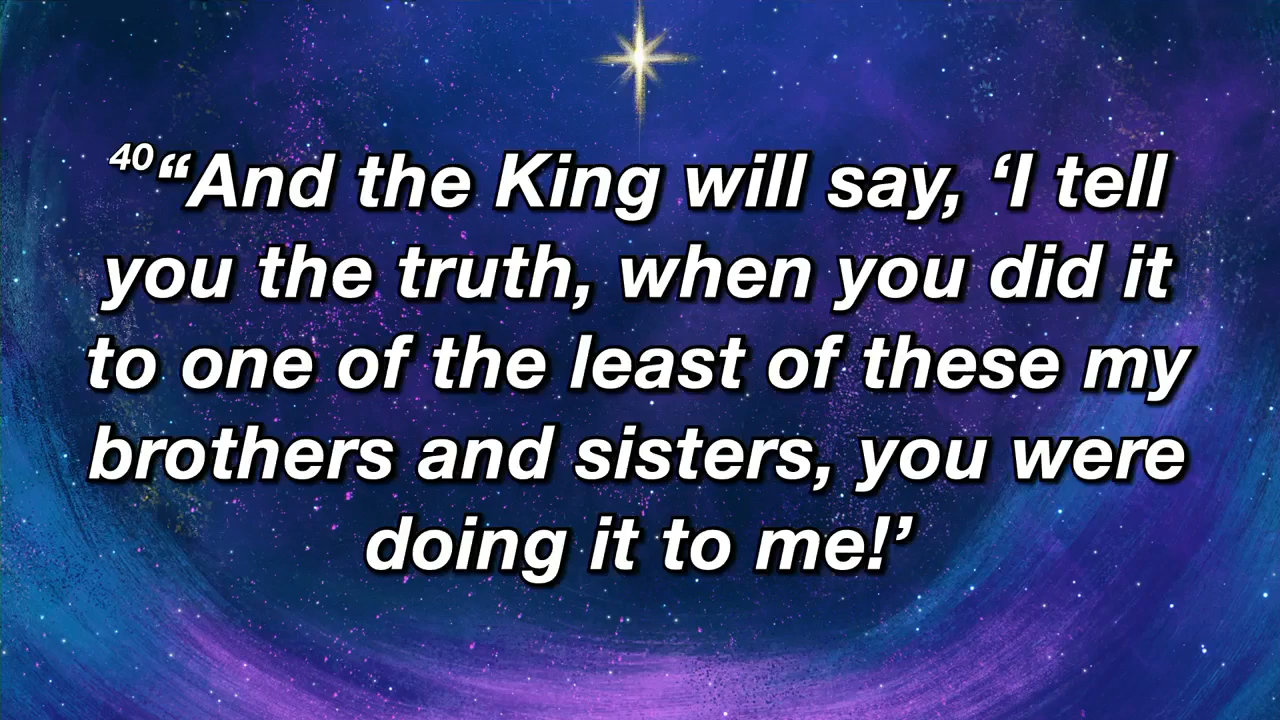 40“And the King will say, ‘I tell
you the truth, when you did it
to one of the least of these my
brothers and sisters, you were
doing it to me!’